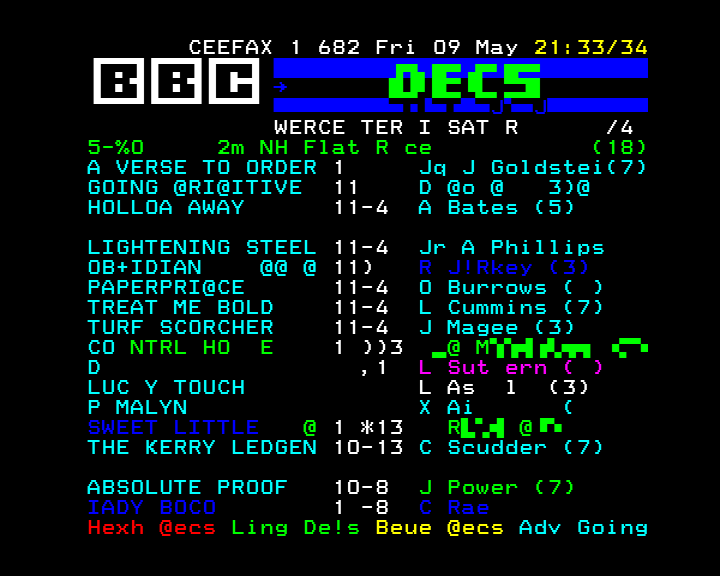 CEEFAX 1 682 Fri 09 May 21:33/34
BBC DECS
WERCE TER I SAT R /4
5-%0 2m NH Flat R ce (18)
A VERSE TO ORDER 1 Jq J Goldstei(7)
GOING @RI@ITIVE 11 D @o @ 3)@
HOLLOA AWAY 11-4 A Bates (5)
LIGHTENING STEEL 11-4 Jr A Phillips
OB+IDIAN @@ @ 11) R J!Rkey (3)
PAPERPRI@CE 11-4 O Burrows ( )
TREAT ME BOLD 11-4 L Cummins (7)
TURF SCORCHER 11-4 J Magee (3)
CO NTRL HO E 1 ))3 _@ M
D ,1 L Sut ern ( )
LUC Y TOUCH L As l (3)
P MALYN X Ai (
SWEET LITTLE @ 1 *13 R @
THE KERRY LEDGEN 10-13 C Scudder (7)
ABSOLUTE PROOF 10-8 J Power (7)
IADY BOCO 1 -8 C Rae
Hexh @ecs Ling De!s Beue @ecs Adv Going